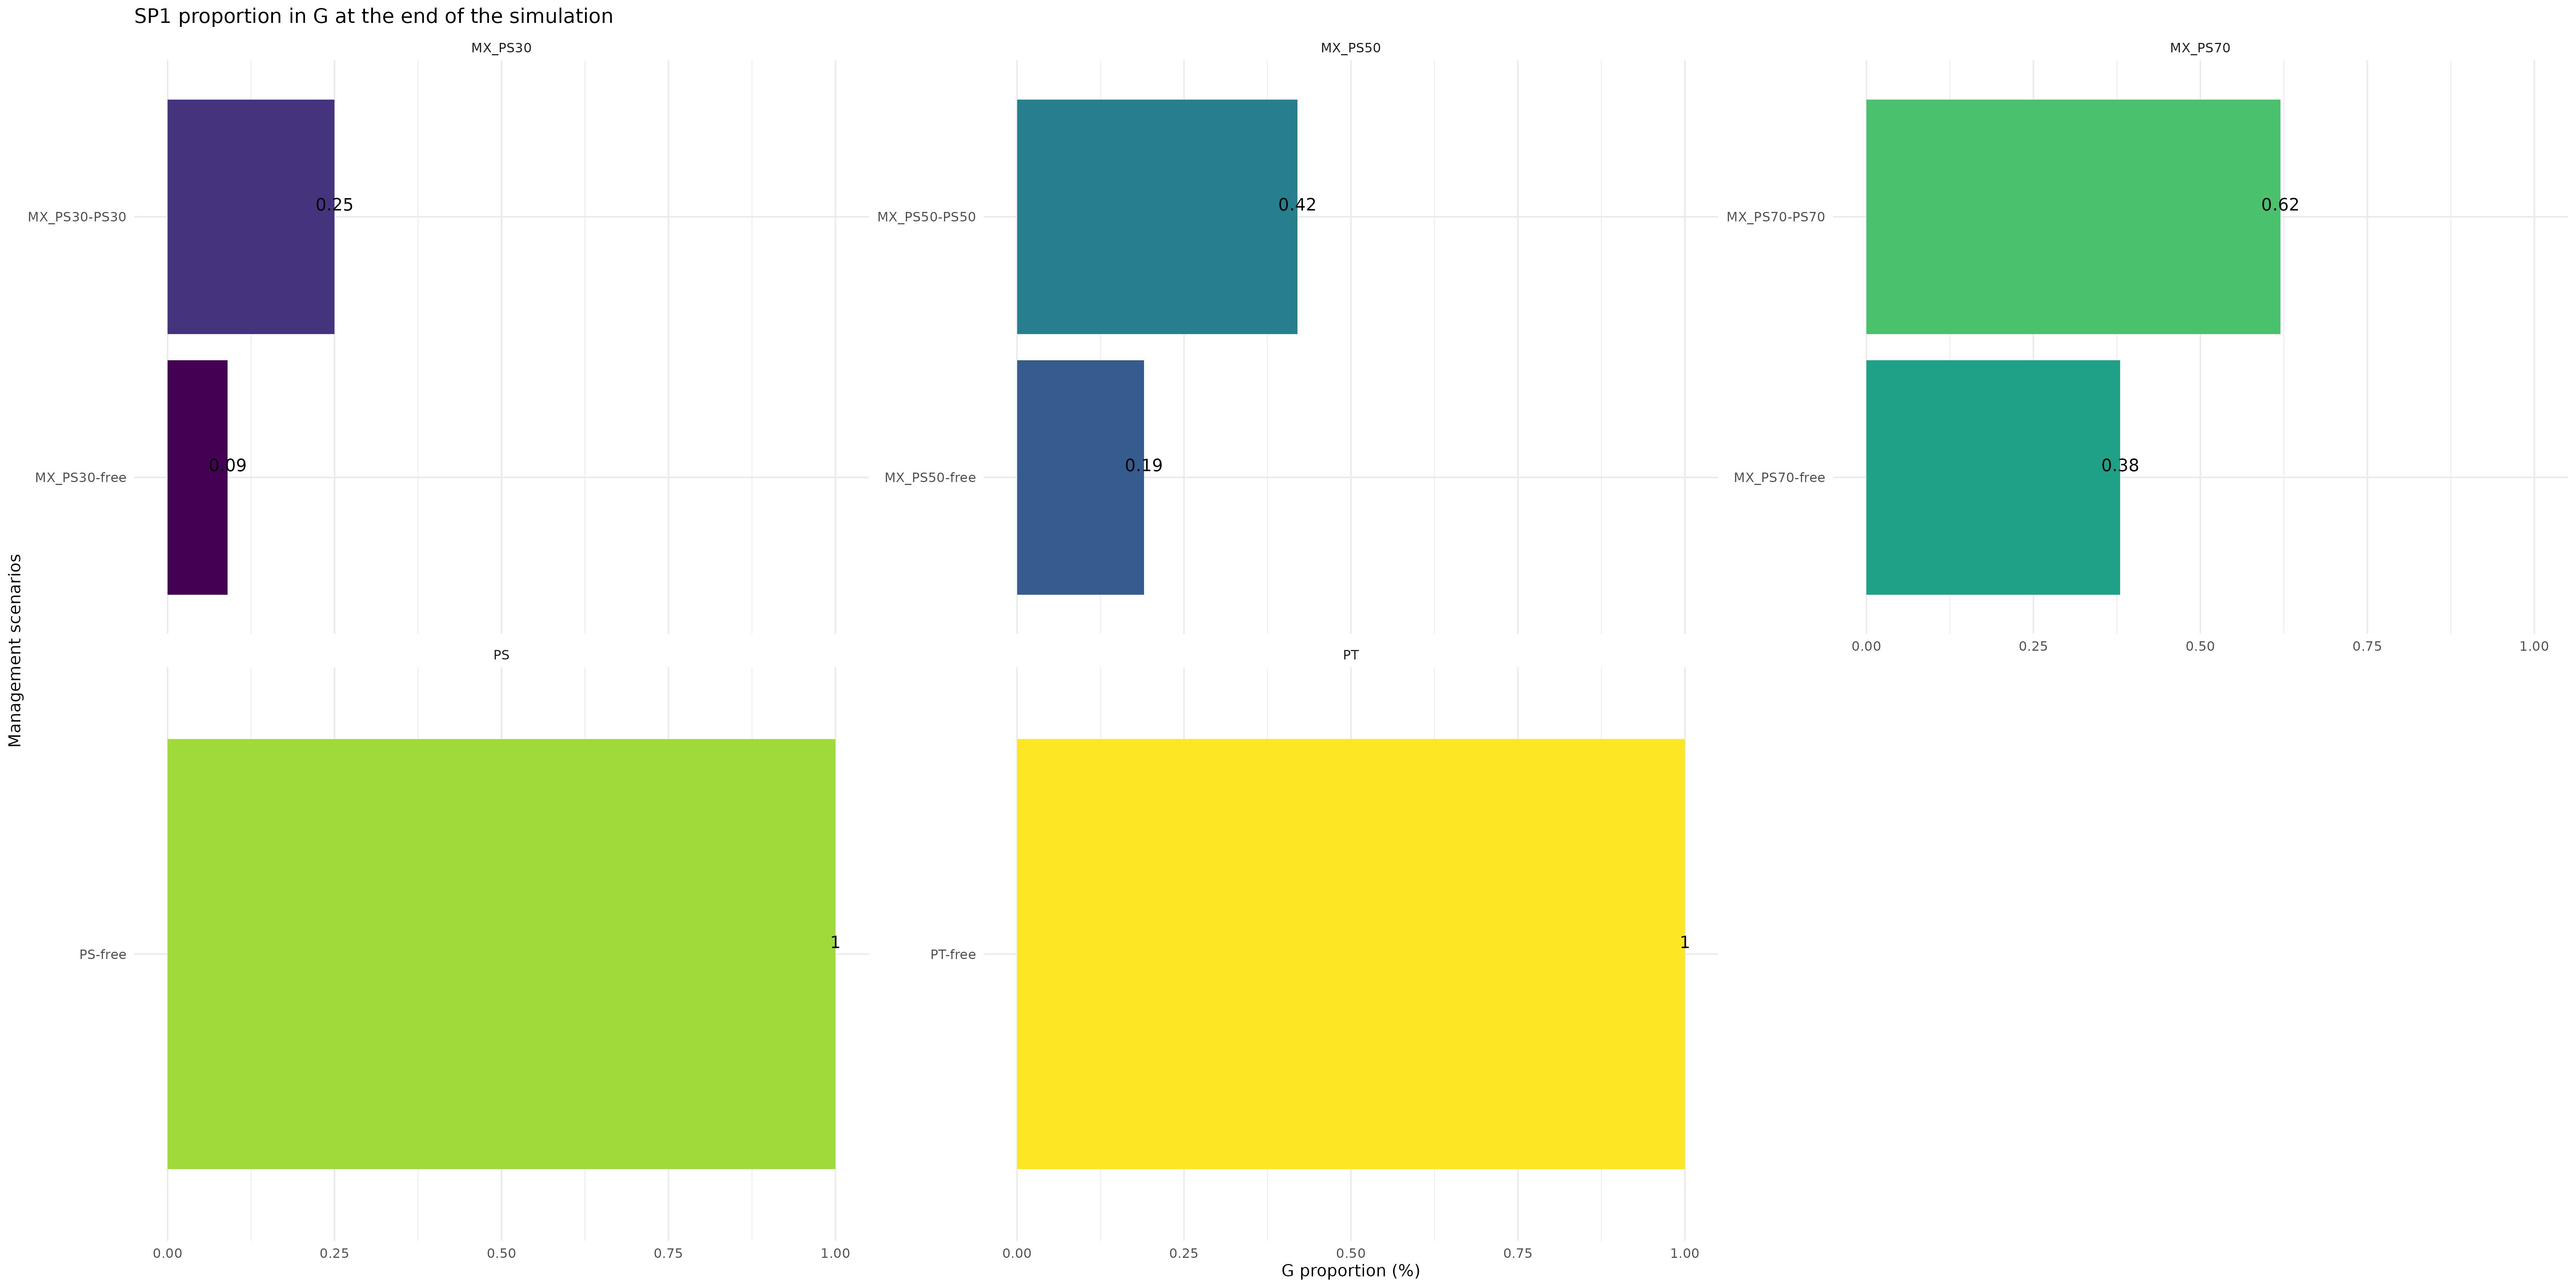 SP1 proportion in G at the end of the simulation
MX_PS30
MX_PS50
MX_PS70
MX_PS30-PS30
0.25
MX_PS50-PS50
0.42
MX_PS70-PS70
0.62
MX_PS30-free
0.09
MX_PS50-free
0.19
MX_PS70-free
0.38
0.00 0.25 0.50 0.75 1.00
Management scenarios
PS
PT
PS-free
1
PT-free
1
0.00 0.25 0.50 0.75 1.00
0.00 0.25 0.50 0.75 1.00
G proportion (%)